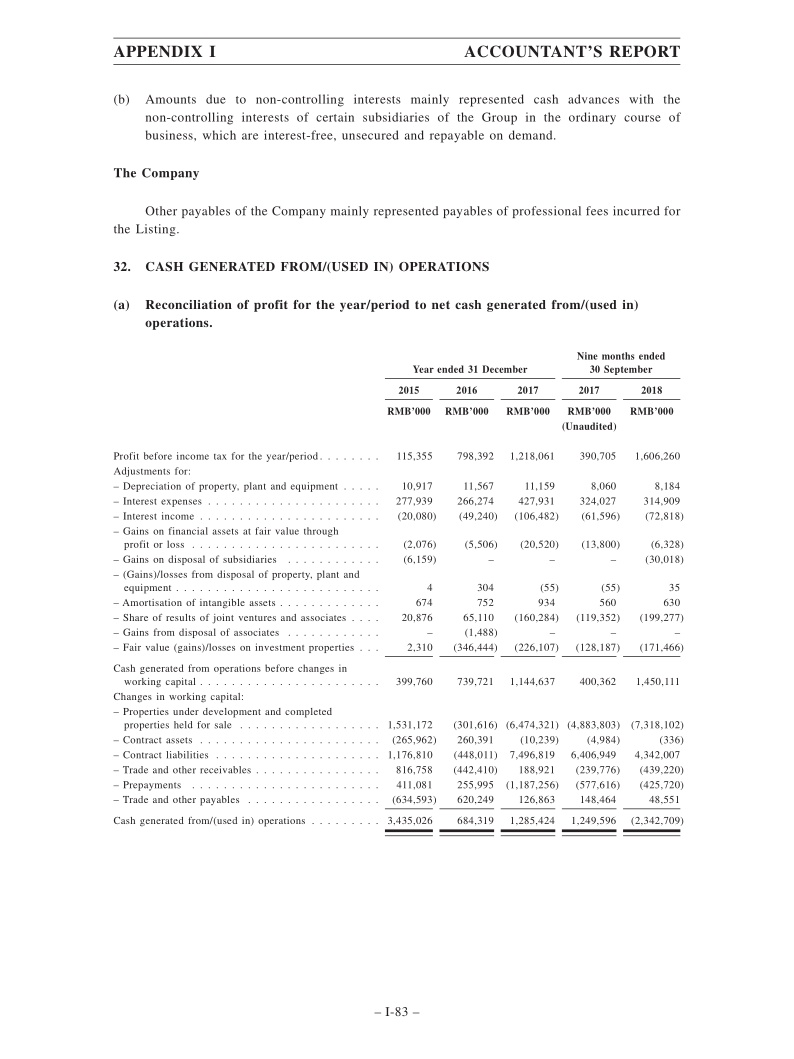 APPENDIX I ACCOUNTANT'S REPORT
(b) Amounts due to non-controlling interests mainly represented cash advances with the
non-controlling interests of certain subsidiaries of the Group in the ordinary course of
business, which are interest-free, unsecured and repayable on demand.
The Company
Other payables of the Company mainly represented payables of professional fees incurred for
the Listing.
32. CASH GENERATED FROM/(USED IN) OPERATIONS
(a) Reconciliation of profit for the year/period to net cash generated from/(used in)
operations.
Nine months ended
Year ended 31 December 30 September
2015 2016 2017 2017 2018
RMB'000 RMB'000 RMB'000 RMB'000 RMB'000
(Unaudited)
Profit before income tax for the year/period . . . . . . . . 115,355 798,392 1,218,061 390,705 1,606,260
Adjustments for:
– Depreciation of property, plant and equipment . . . . . 10,917 11,567 11,159 8,060 8,184
– Interest expenses . . . . . . . . . . . . . . . . . . . . . . 277,939 266,274 427,931 324,027 314,909
– Interest income . . . . . . . . . . . . . . . . . . . . . . . (20,080) (49,240) (106,482) (61,596) (72,818)
– Gains on financial assets at fair value through
profit or loss . . . . . . . . . . . . . . . . . . . . . . . . (2,076) (5,506) (20,520) (13,800) (6,328)
– Gains on disposal of subsidiaries . . . . . . . . . . . . (6,159) – – – (30,018)
– (Gains)/losses from disposal of property, plant and
equipment . . . . . . . . . . . . . . . . . . . . . . . . . . 4 304 (55) (55) 35
– Amortisation of intangible assets . . . . . . . . . . . . . 674 752 934 560 630
– Share of results of joint ventures and associates . . . . 20,876 65,110 (160,284) (119,352) (199,277)
– Gains from disposal of associates . . . . . . . . . . . . – (1,488) – – –
– Fair value (gains)/losses on investment properties . . . 2,310 (346,444) (226,107) (128,187) (171,466)
Cash generated from operations before changes in
working capital . . . . . . . . . . . . . . . . . . . . . . . 399,760 739,721 1,144,637 400,362 1,450,111
Changes in working capital:
– Properties under development and completed
properties held for sale . . . . . . . . . . . . . . . . . . 1,531,172 (301,616) (6,474,321) (4,883,803) (7,318,102)
– Contract assets . . . . . . . . . . . . . . . . . . . . . . . (265,962) 260,391 (10,239) (4,984) (336)
– Contract liabilities . . . . . . . . . . . . . . . . . . . . . 1,176,810 (448,011) 7,496,819 6,406,949 4,342,007
– Trade and other receivables . . . . . . . . . . . . . . . . 816,758 (442,410) 188,921 (239,776) (439,220)
– Prepayments . . . . . . . . . . . . . . . . . . . . . . . . 411,081 255,995 (1,187,256) (577,616) (425,720)
– Trade and other payables . . . . . . . . . . . . . . . . . (634,593) 620,249 126,863 148,464 48,551
Cash generated from/(used in) operations . . . . . . . . . 3,435,026 684,319 1,285,424 1,249,596 (2,342,709)
– I-83 –